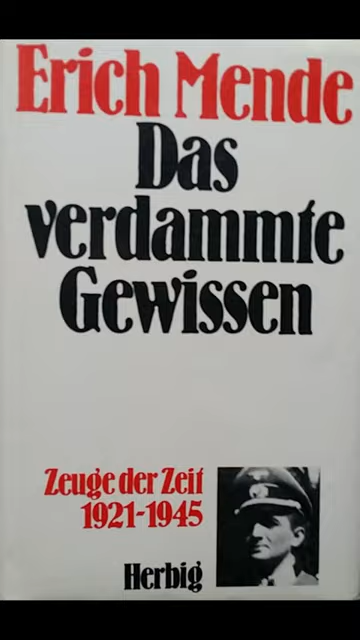 Erich Mende
Das
verdammte
Gewissen
Zeuge der Zeit
1921-1945
Herbig